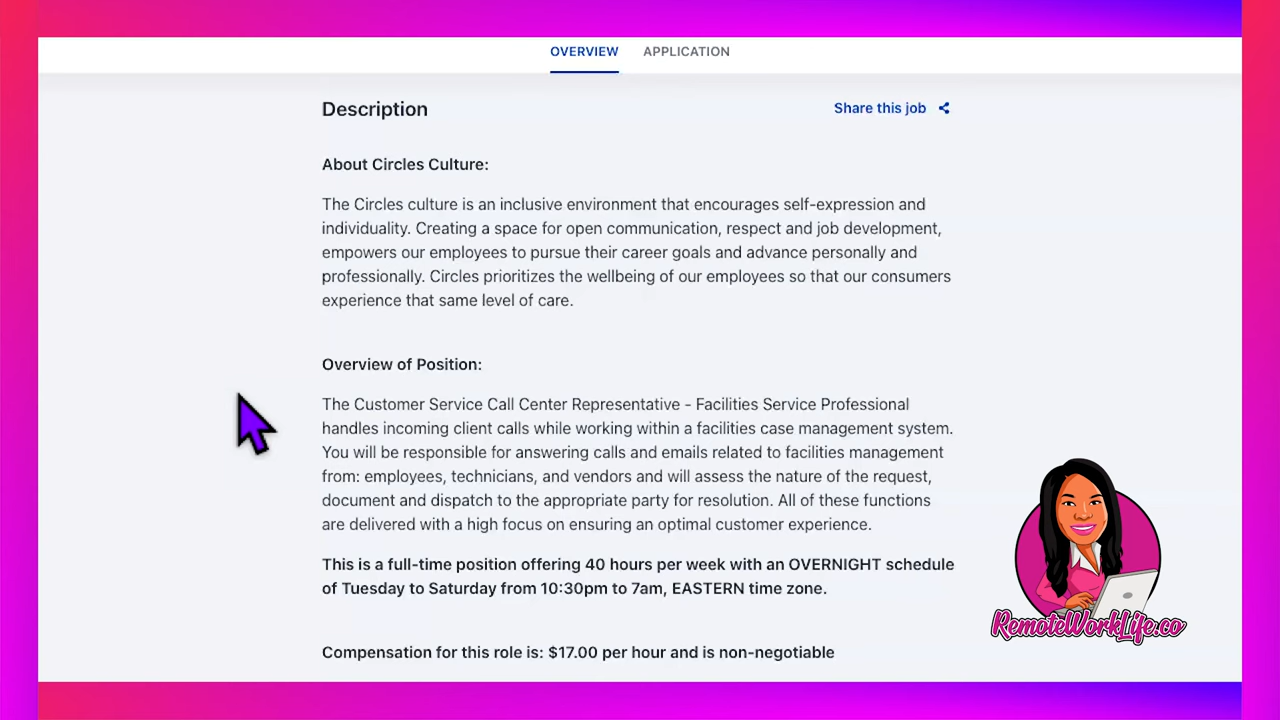 OVERVIEW APPLICATION
Description
Share this job
About Circles Culture:
The Circles culture is an inclusive environment that encourages self-expression and
individuality. Creating a space for open communication, respect and job development,
empowers our employees to pursue their career goals and advance personally and
professionally. Circles prioritizes the wellbeing of our employees so that our consumers
experience that same level of care.
Overview of Position:
The Customer Service Call Center Representative - Facilities Service Professional
handles incoming client calls while working within a facilities case management system.
You will be responsible for answering calls and emails related to facilities management
from: employees, technicians, and vendors and will assess the nature of the request,
document and dispatch to the appropriate party for resolution. All of these functions
are delivered with a high focus on ensuring an optimal customer experience.
This is a full-time position offering 40 hours per week with an OVERNIGHT schedule
of Tuesday to Saturday from 10:30pm to 7am, EASTERN time zone.
Compensation for this role is: $17.00 per hour and is non-negotiable
RemoteWorkLife.co